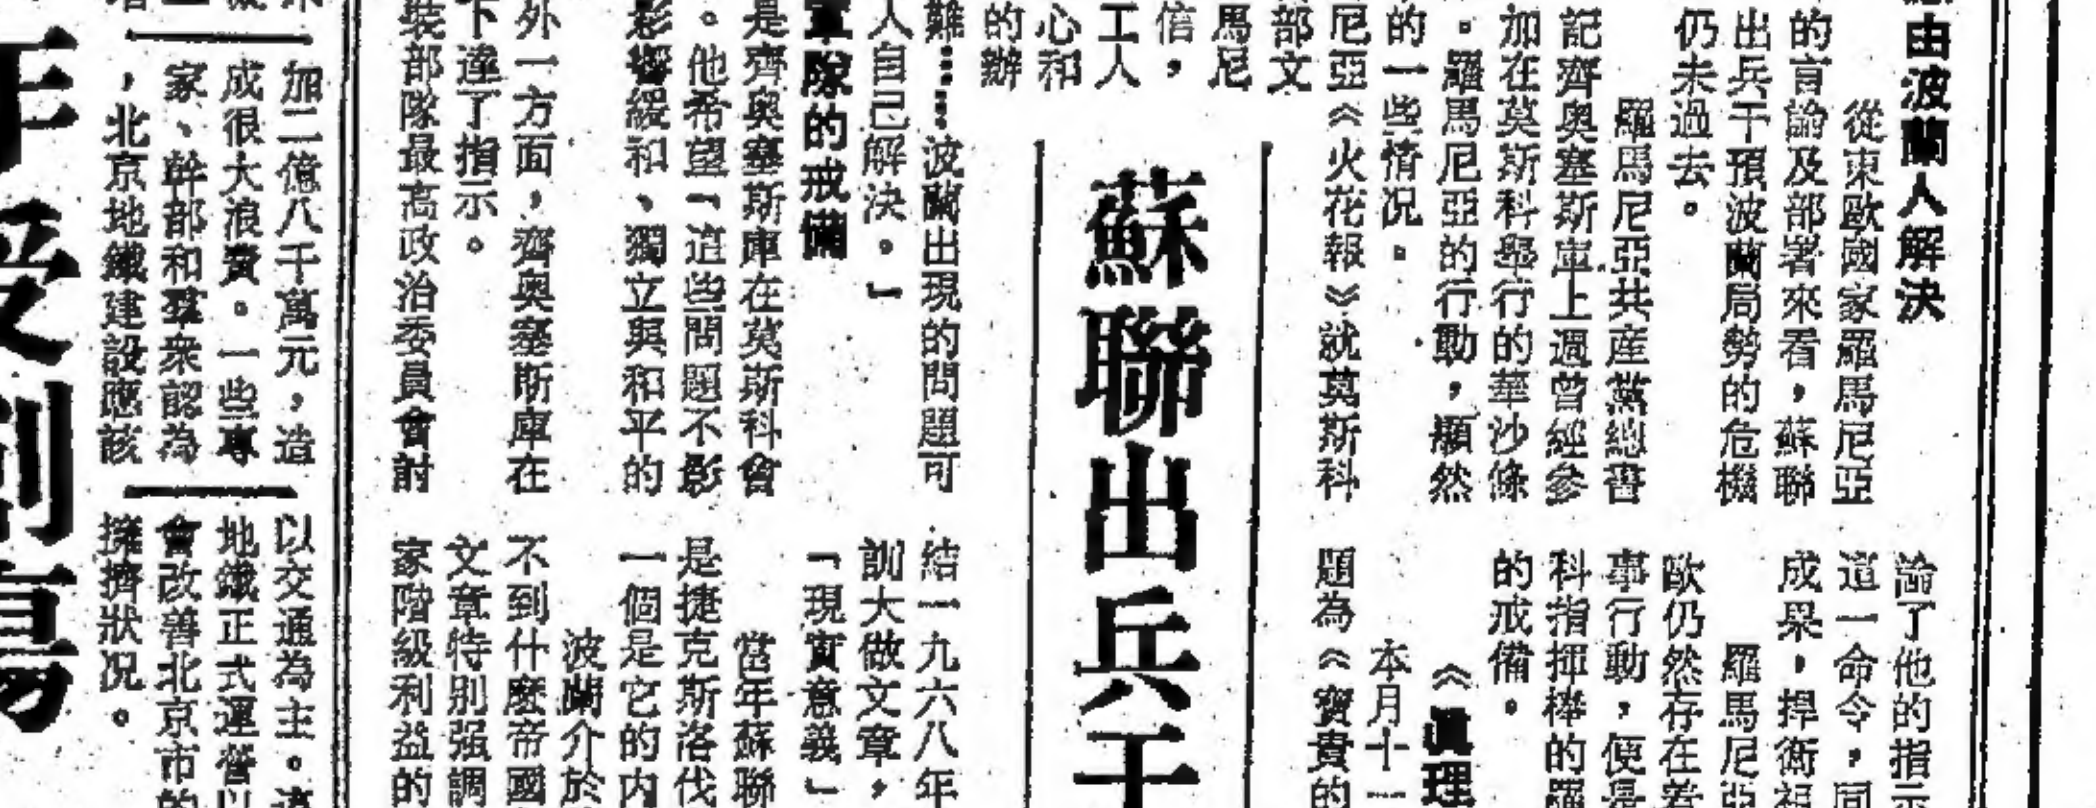 由波蘭人解決
從東歐國家羅馬尼亞
的言論及部署來看，蘇聯
出兵干預波蘭局勢的危機
仍未過去。
羅馬尼亞共產黨總書
記齊奧塞斯庫上週曾經參
加在莫斯科舉行的華沙條
。羅馬尼亞的行動，顯然
的一些情况。
尼亞《火花報》就莫斯科
部文
馬尼
信，
工人
心和
的辦
論了他的指示
這一命令，同
成果，捍衛祖
羅馬尼亞
歐仍然存在着
事行動，便是
科指揮棒的羅
的戒備。
《真理
本月十一
題為《寶貴的
蘇聯出兵干
難……波蘭出現的問題可
人自己解決。」
軍隊的戒備
是齊奧塞斯庫在莫斯科會
。他希望「這些問題不影
影響緩和、獨立與和平的
外一方面，齊奧塞斯庫在
下達了指示。
裝部隊最高政治委員會討
結一九六八年
訓大做文章，
「現實意義」
當年蘇聯
是捷克斯洛伐
一個是它的内
波蘭介於
不到什麼帝國
文章特别强調
家階級利益的
加二億八千萬元，造
成很大浪費。一些專
家、幹部和羣衆認為
，北京地鐵建設應該
以交通為主。
地鐵正式運營以
會改善北京市的
擁擠狀况。
受創傷